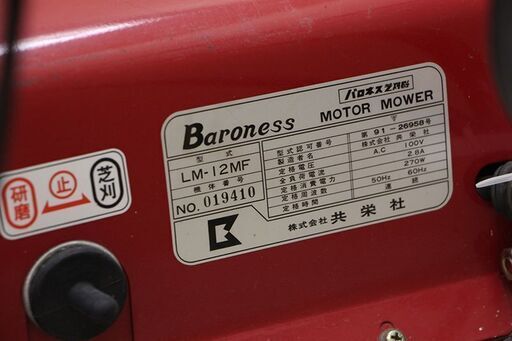 バロネス芝刈機
Baroness MOTOR MOWER
型式
LM-12MF
機体番号
NO. 019410
型式認可番号 〒 第91-26958号
製造者名 株式会社 共栄社
定格電圧 A.C 100V
全負荷電流 2.8A
定格消費電力 270W
定格周波数 50Hz 60Hz
定格時間 連続
株式会社 共栄社
研磨 止 芝刈